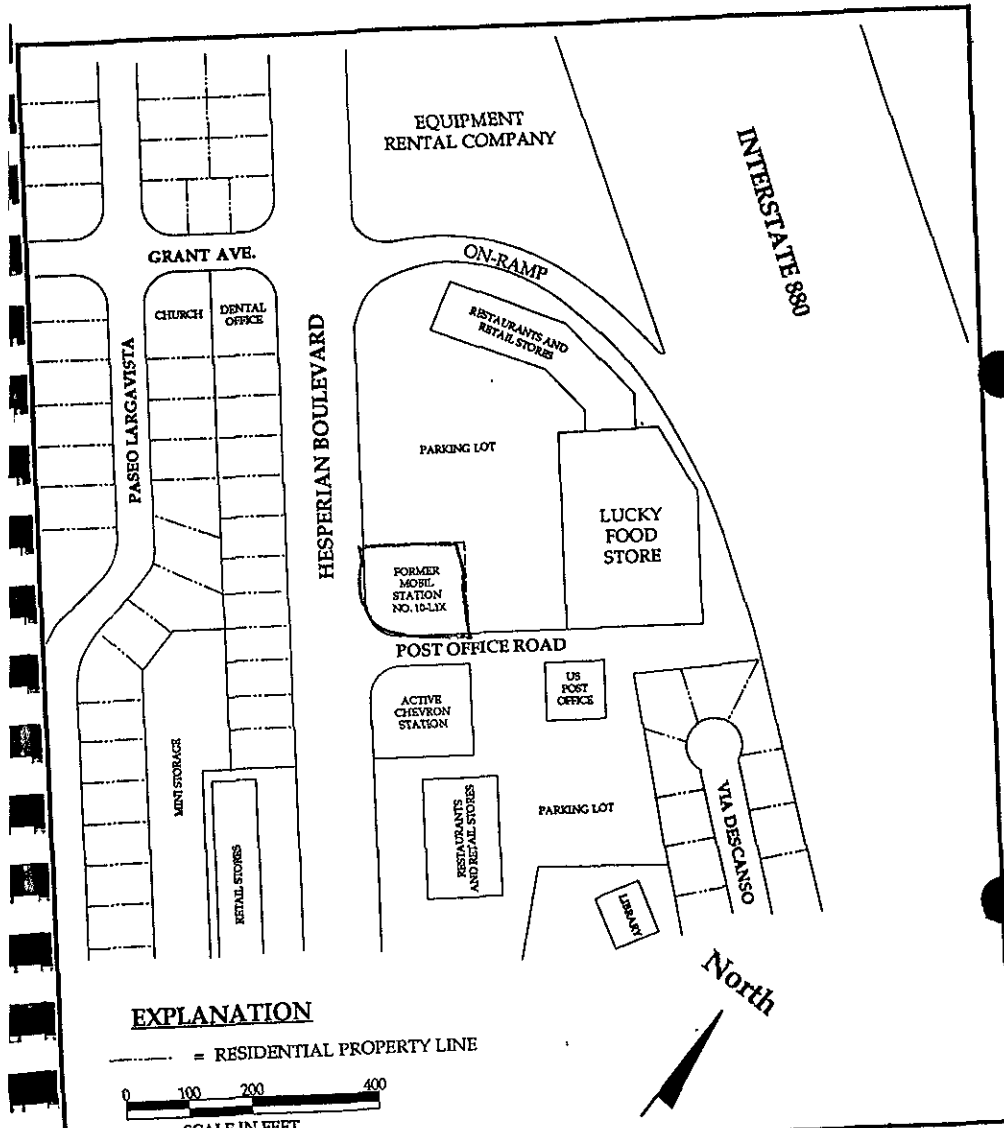 EQUIPMENT
RENTAL COMPANY
INTERSTATE 880
GRANT AVE.
ON-RAMP
CHURCH
DENTAL
OFFICE
RESTAURANTS AND
RETAIL STORES
PASEO LARGAVISTA
HESPERIAN BOULEVARD
PARKING LOT
LUCKY
FOOD
STORE
FORMER
MOBIL
STATION
NO. 10-L1X
POST OFFICE ROAD
ACTIVE
CHEVRON
STATION
US
POST
OFFICE
MINI STORAGE
RETAIL STORES
RESTAURANTS
AND RETAIL STORES
PARKING LOT
VIA DESCANSO
LIBRARY
North
EXPLANATION
= RESIDENTIAL PROPERTY LINE
0 100 200 400
SCALE IN FEET